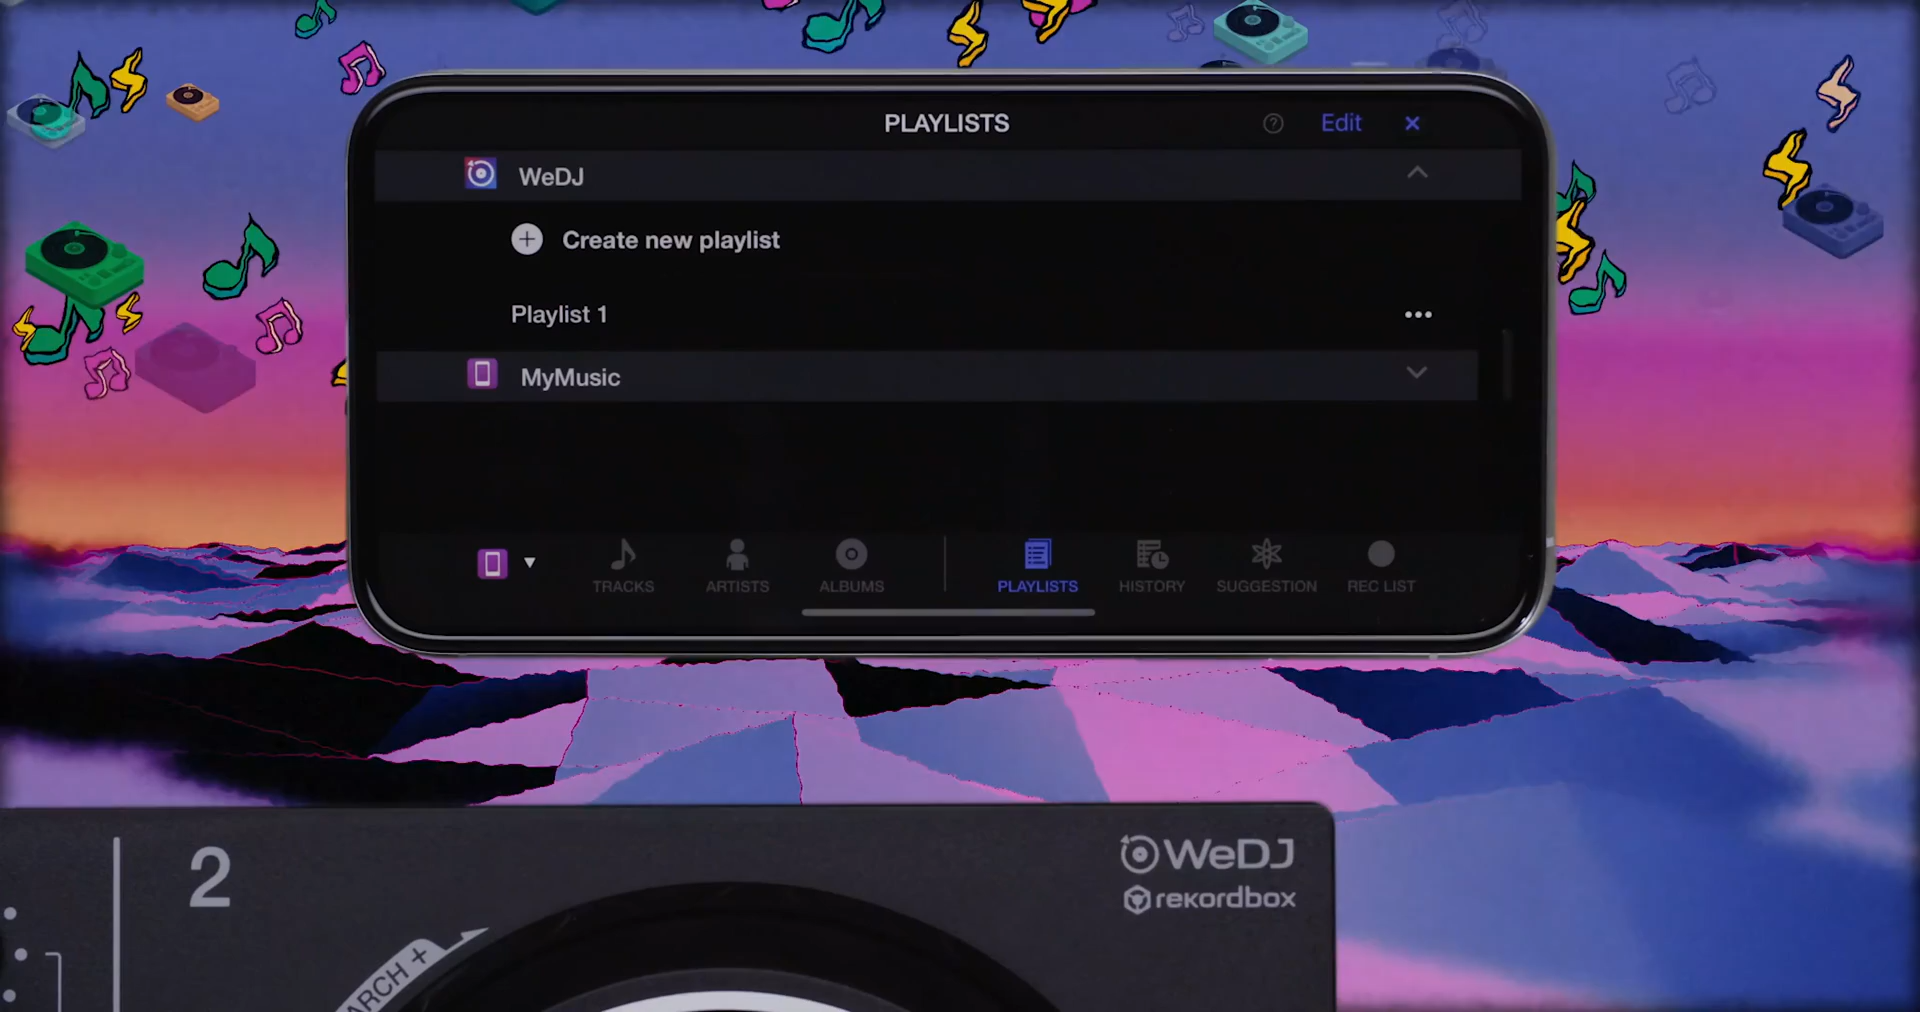 PLAYLISTS
Edit
WeDJ
Create new playlist
Playlist 1
MyMusic
TRACKS
ARTISTS
ALBUMS
PLAYLISTS
HISTORY
SUGGESTION
REC LIST
2
WeDJ
rekordbox
ARCH +